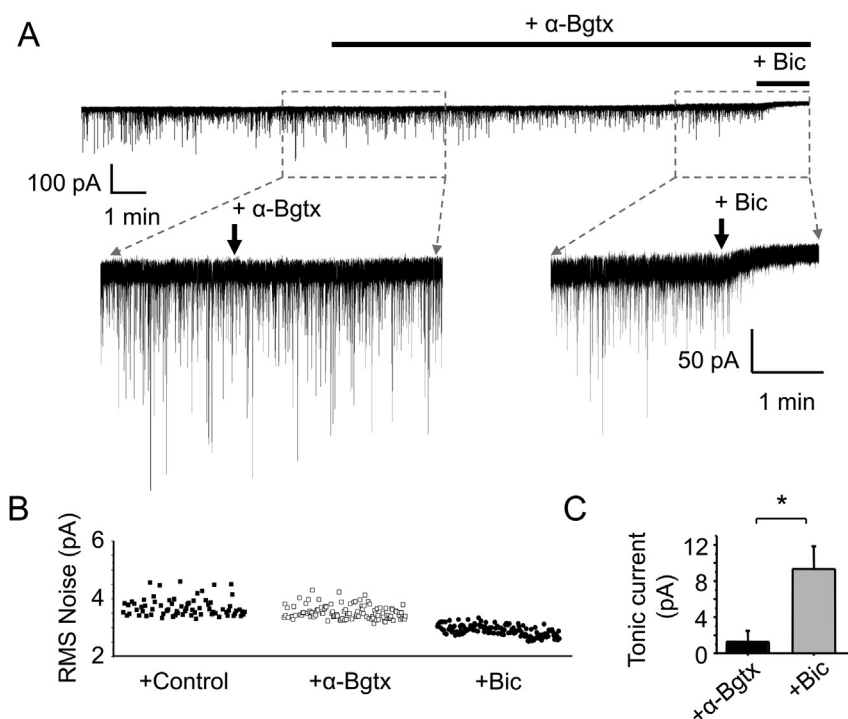 A
+ α-Bgtx
+ Bic
100 pA
1 min
+ α-Bgtx
+ Bic
50 pA
1 min
B
RMS Noise (pA)
6
4
2
+Control
+α-Bgtx
+Bic
C
*
Tonic current
(pA)
12
8
4
0
+α-Bgtx
+Bic